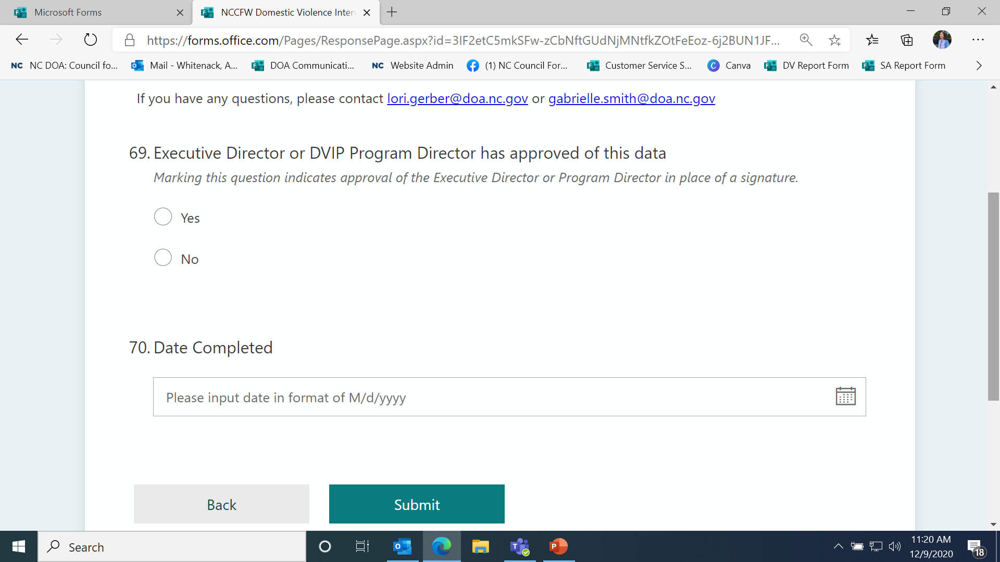 Microsoft Forms
NCCFW Domestic Violence Interv
https://forms.office.com/Pages/ResponsePage.aspx?id=3IF2etC5mkSFw-zCbNftGUdNjMNtfkZOtFeEoz-6j2BUN1JF...
NC NC DOA: Council fo... Mail - Whitenack, A... DOA Communicati... NC Website Admin (1) NC Council For... Customer Service S... Canva DV Report Form SA Report Form
If you have any questions, please contact lori.gerber@doa.nc.gov or gabrielle.smith@doa.nc.gov
69. Executive Director or DVIP Program Director has approved of this data
Marking this question indicates approval of the Executive Director or Program Director in place of a signature.
Yes
No
70. Date Completed
Please input date in format of M/d/yyyy
Back
Submit
Search
11:20 AM
12/9/2020
18